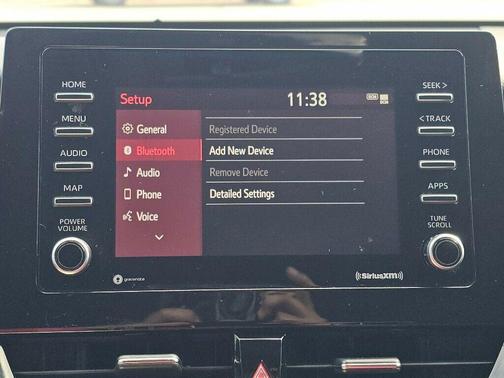 HOME
MENU
AUDIO
MAP
POWER
VOLUME
Setup
11:38
DCM
General
Bluetooth
Audio
Phone
Voice
Registered Device
Add New Device
Remove Device
Detailed Settings
SEEK >
< TRACK
PHONE
APPS
TUNE
SCROLL
gracenote
((SiriusXM))